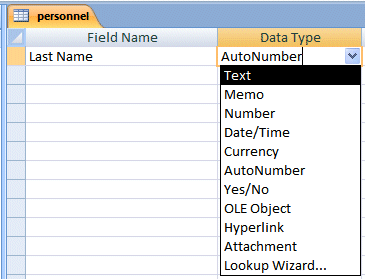 personnel
Field Name Data Type
Last Name AutoNumber
Text
Memo
Number
Date/Time
Currency
AutoNumber
Yes/No
OLE Object
Hyperlink
Attachment
Lookup Wizard...